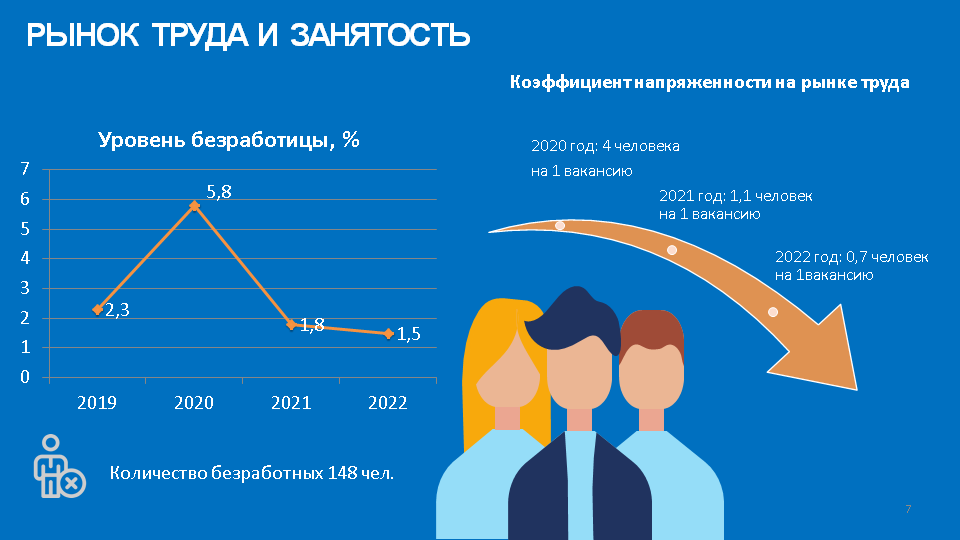 РЫНОК ТРУДА И ЗАНЯТОСТЬ
Коэффициент напряженности на рынке труда
Уровень безработицы, %
7
6
5
4
3
2
1
0
2,3
5,8
1,8
1,5
2019
2020
2021
2022
2020 год: 4 человека
на 1 вакансию
2021 год: 1,1 человек
на 1 вакансию
2022 год: 0,7 человек
на 1вакансию
Количество безработных 148 чел.
7